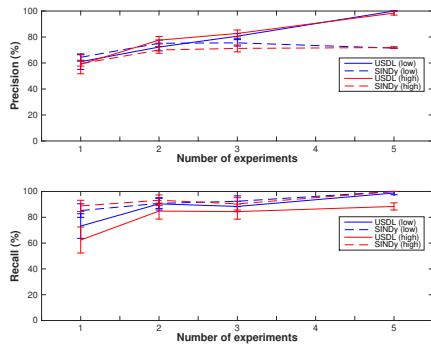 100
80
60
40
20
0
Precision (%)
USDL (low)
SINDy (low)
USDL (high)
SINDy (high)
1 2 3 4 5
Number of experiments
100
80
60
40
20
0
Recall (%)
USDL (low)
SINDy (low)
USDL (high)
SINDy (high)
1 2 3 4 5
Number of experiments